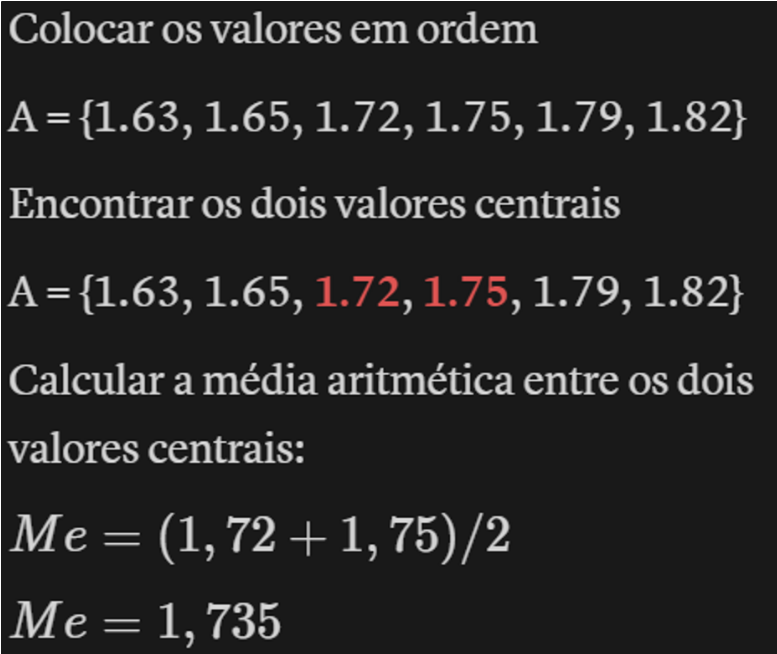 Colocar os valores em ordem
A = {1.63, 1.65, 1.72, 1.75, 1.79, 1.82}
Encontrar os dois valores centrais
A = {1.63, 1.65, 1.72, 1.75, 1.79, 1.82}
Calcular a média aritmética entre os dois
valores centrais:
Me = (1, 72 + 1, 75)/2
Me = 1, 735